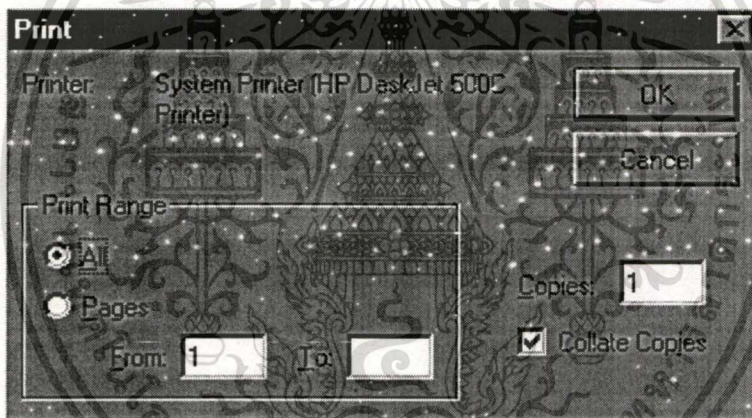 Print
Printer: System Printer (HP DeskJet 500C
Printer)
OK
Cancel
Print Range
All
Pages
From: 1 To:
Copies: 1
Collate Copies